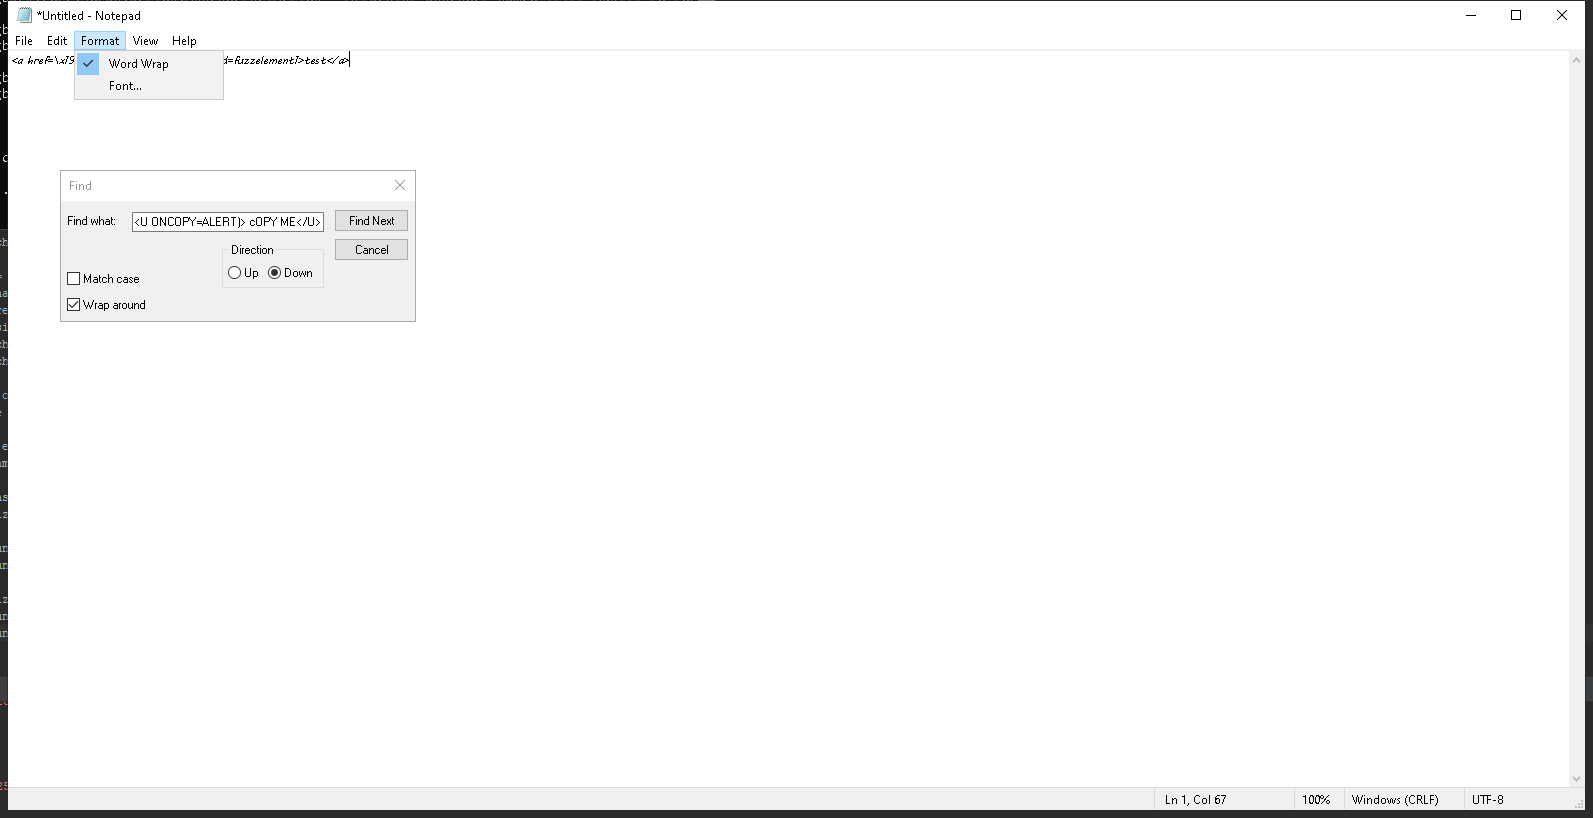 *Untitled - Notepad
File Edit Format View Help
<a href=\x19 d=fuzzelement1>test</a>
Word Wrap
Font...
Find
Find what: <U ONCOPY=ALERT)> cOPY ME</U> Find Next
Direction Cancel
Up Down
Match case
Wrap around
Ln 1, Col 67 100% Windows (CRLF) UTF-8